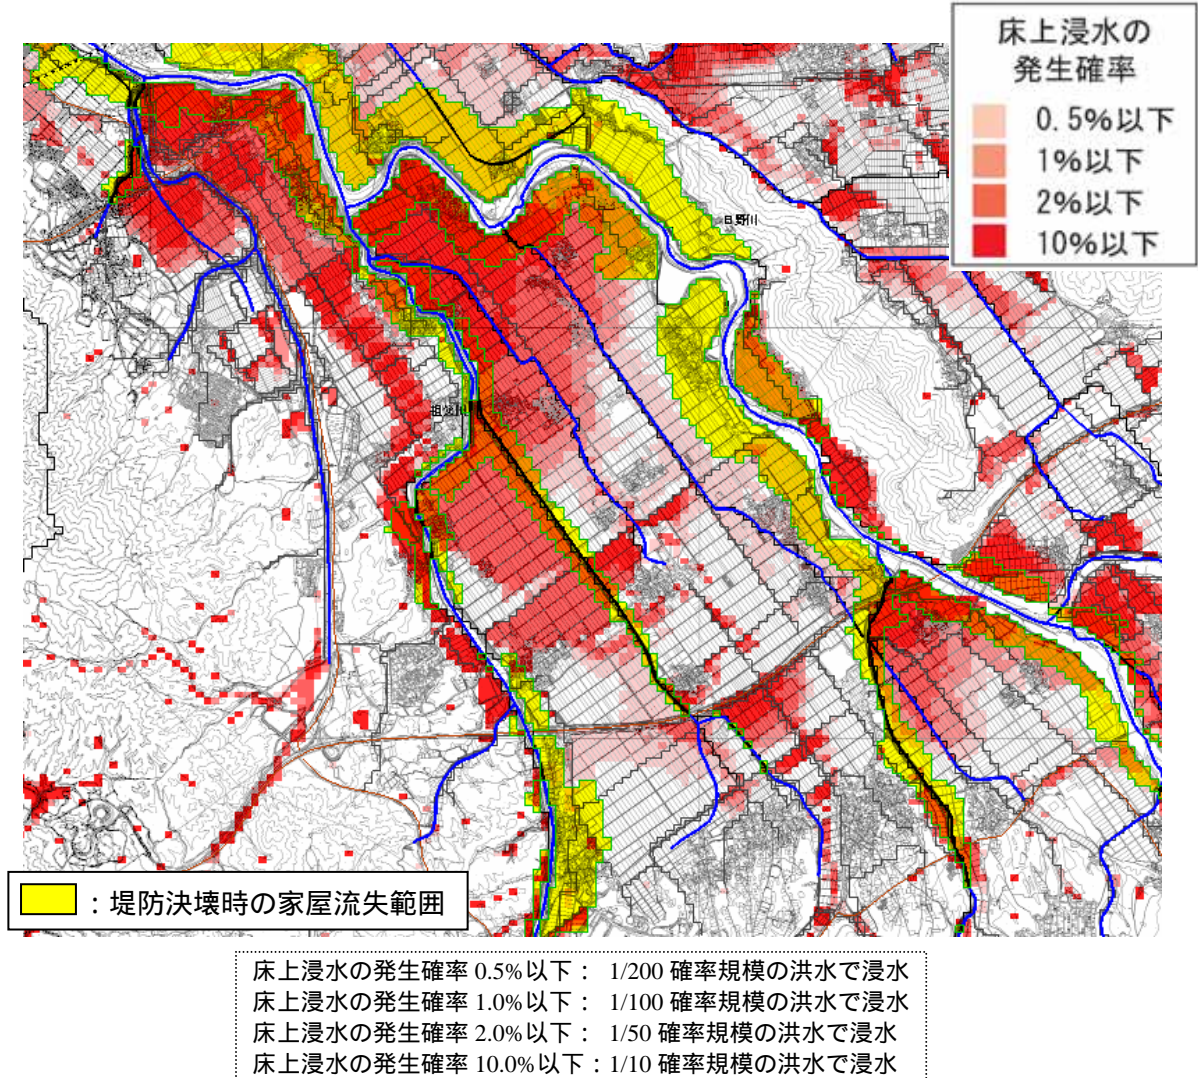 床上浸水の
発生確率
0.5%以下
1%以下
2%以下
10%以下
日野川
：堤防決壊時の家屋流失範囲
床上浸水の発生確率 0.5%以下： 1/200 確率規模の洪水で浸水
床上浸水の発生確率 1.0%以下： 1/100 確率規模の洪水で浸水
床上浸水の発生確率 2.0%以下： 1/50 確率規模の洪水で浸水
床上浸水の発生確率 10.0%以下：1/10 確率規模の洪水で浸水